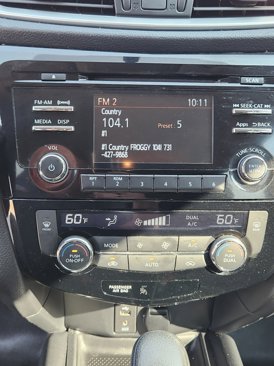 SCAN
FM-AM
MEDIA DISP
FM 2 10:11
Country
104.1 Preset 5
#1
#1 Country FROGGY 104! 731
-427-9868
SEEK-CAT
Apps BACK
VOL
TUNE-SCROLL
RPT RDM
1 2 3 4 5 6
60°F DUAL A/C 60°F
FRONT
MODE A/C
AUTO
PUSH ON-OFF
PUSH DUAL
PASSENGER AIR BAG